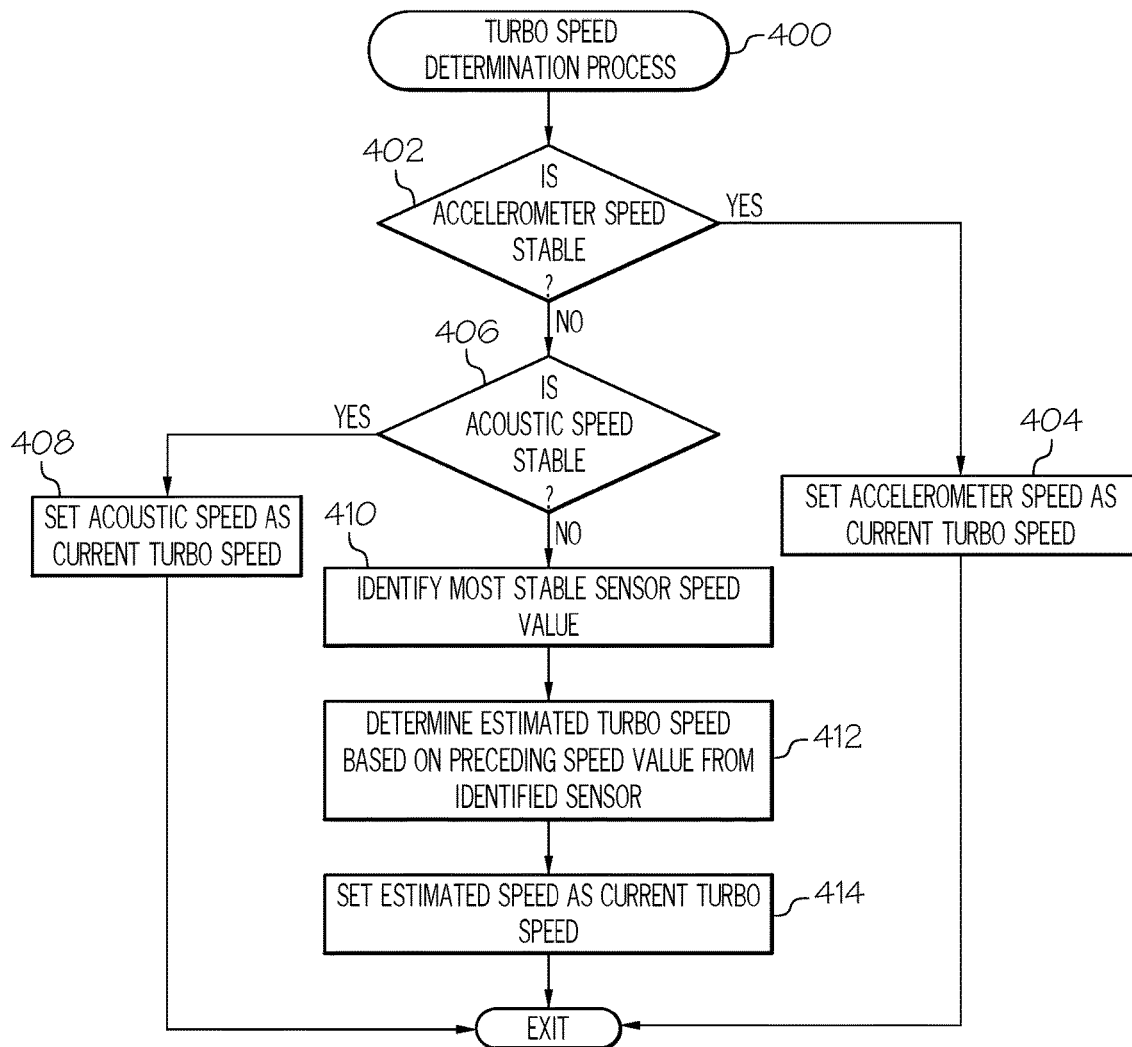 TURBO SPEED
DETERMINATION PROCESS
400
402
IS
ACCELEROMETER SPEED
STABLE
?
YES
NO
406
IS
ACOUSTIC SPEED
STABLE
?
YES
NO
408
SET ACOUSTIC SPEED AS
CURRENT TURBO SPEED
404
SET ACCELEROMETER SPEED AS
CURRENT TURBO SPEED
410
IDENTIFY MOST STABLE SENSOR SPEED
VALUE
DETERMINE ESTIMATED TURBO SPEED
BASED ON PRECEDING SPEED VALUE FROM
IDENTIFIED SENSOR
412
SET ESTIMATED SPEED AS CURRENT TURBO
SPEED
414
EXIT